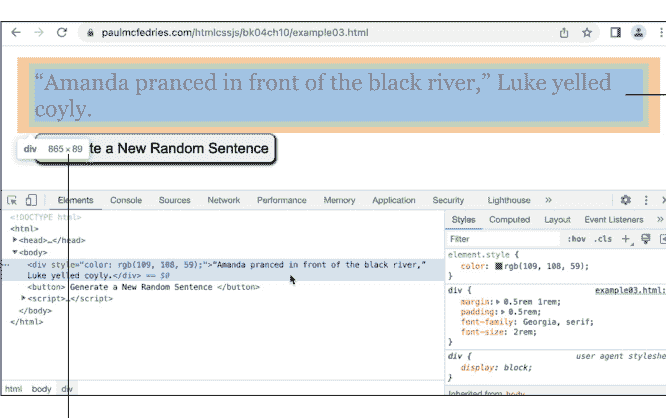 paulmcfedries.com/htmlcssjs/bk04ch10/example03.html
“Amanda pranced in front of the black river,” Luke yelled
coyly.
div 865 × 89
te a New Random Sentence
Elements Console Sources Network Performance Memory Application Security Lighthouse »
<!DOCTYPE html>
<html>
▶<head>…</head>
▼<body>
<div style="color: rgb(109, 108, 59);">“Amanda pranced in front of the black river,”
Luke yelled coyly.</div> == $0
<button> Generate a New Random Sentence </button>
▶<script>…</script>
</body>
</html>
html body div
Styles Computed Layout Event Listeners »
Filter :hov .cls +
element.style {
color: rgb(109, 108, 59);
}
div { example03.html:
margin:▶ 0.5rem 1rem;
padding:▶ 0.5rem;
font-family: Georgia, serif;
font-size: 2rem;
}
div { user agent styleshe
display: block;
}
Inherited from body